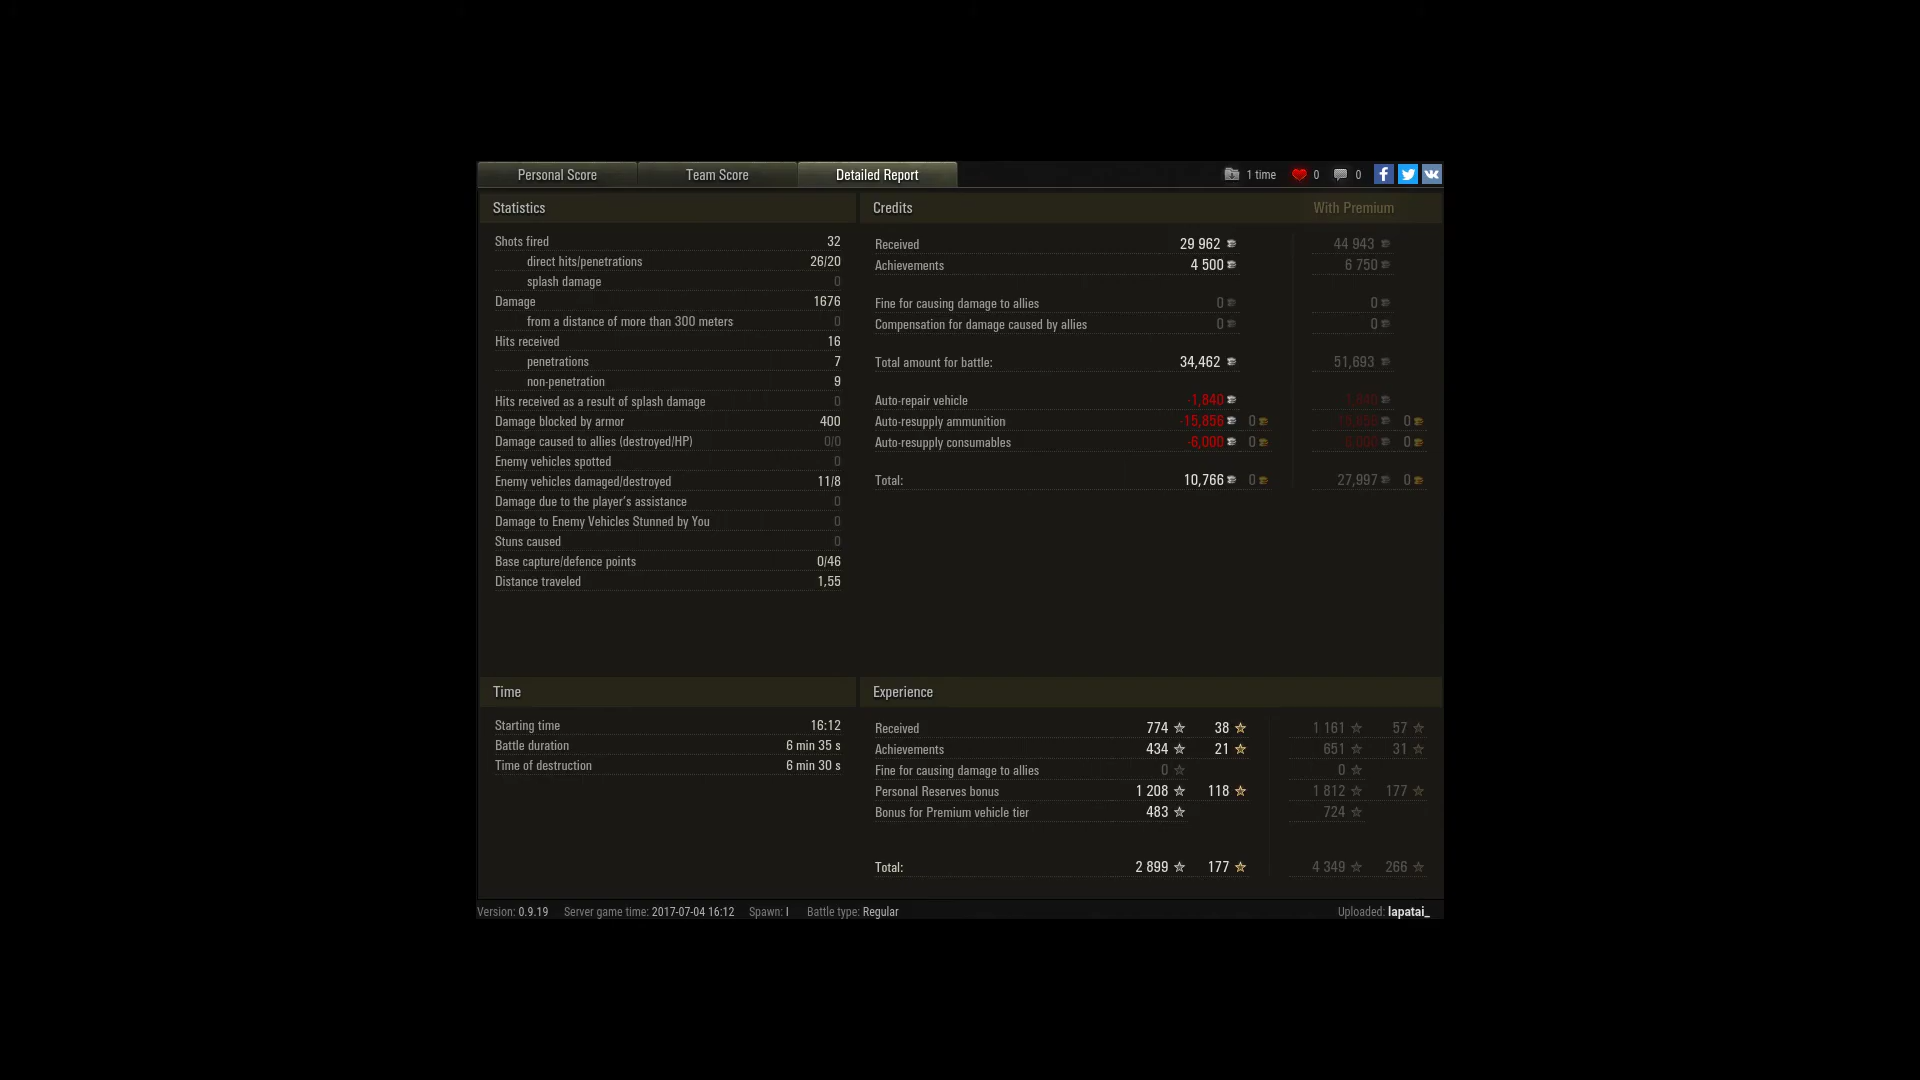 Personal Score Team Score Detailed Report 1 time 0 0
Statistics
Shots fired 32
direct hits/penetrations 26/20
splash damage 0
Damage 1676
from a distance of more than 300 meters 0
Hits received 16
penetrations 7
non-penetration 9
Hits received as a result of splash damage 0
Damage blocked by armor 400
Damage caused to allies (destroyed/HP) 0/0
Enemy vehicles spotted 0
Enemy vehicles damaged/destroyed 11/8
Damage due to the player's assistance 0
Damage to Enemy Vehicles Stunned by You 0
Stuns caused 0
Base capture/defence points 0/46
Distance traveled 1,55
Credits With Premium
Received 29 962 44 943
Achievements 4 500 6 750
Fine for causing damage to allies 0 0
Compensation for damage caused by allies 0 0
Total amount for battle: 34,462 51,693
Auto-repair vehicle -1,840 -1,840
Auto-resupply ammunition -15,856 0 -15,856 0
Auto-resupply consumables -6,000 0 -6,000 0
Total: 10,766 0 27,997 0
Time
Starting time 16:12
Battle duration 6 min 35 s
Time of destruction 6 min 30 s
Experience
Received 774 38 1 161 57
Achievements 434 21 651 31
Fine for causing damage to allies 0 0
Personal Reserves bonus 1 208 118 1 812 177
Bonus for Premium vehicle tier 483 724
Total: 2 899 177 4 349 266
Version: 0.9.19 Server game time: 2017-07-04 16:12 Spawn: I Battle type: Regular Uploaded: lapatai_